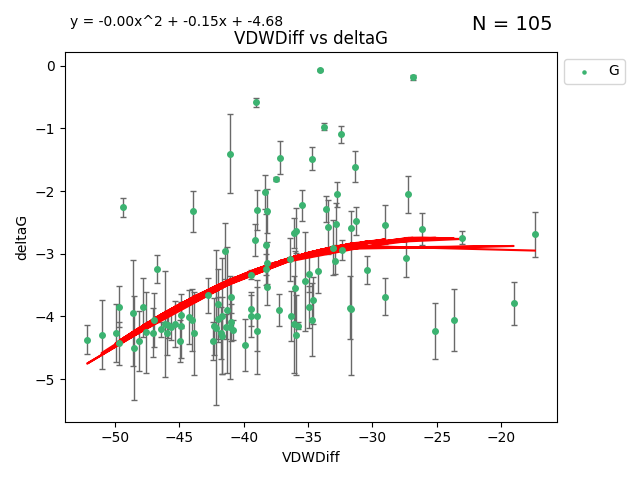 y = -0.00x^2 + -0.15x + -4.68
N = 105
VDWDiff vs deltaG
G
deltaG
0
−1
−2
−3
−4
−5
−50
−45
−40
−35
−30
−25
−20
VDWDiff